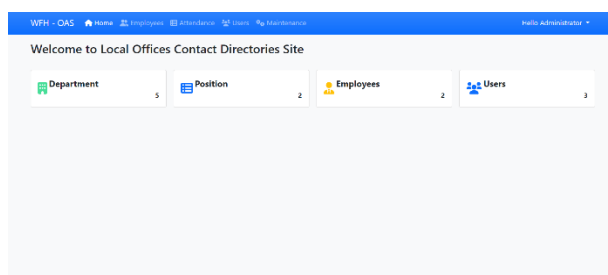 WFH - OAS Home Employees Attendance Users Maintenance Hello Administrator
Welcome to Local Offices Contact Directories Site
Department
5
Position
2
Employees
2
Users
3